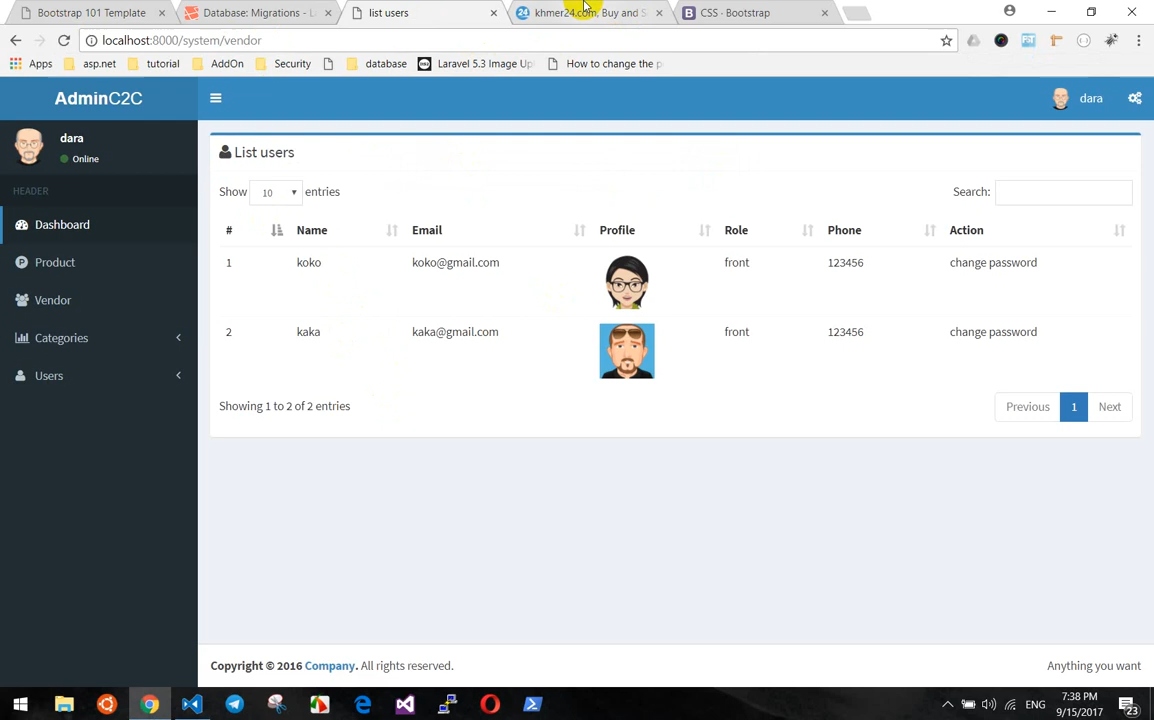 Bootstrap 101 Template
Database: Migrations - L
list users
24 khmer24.com, Buy and S
B CSS · Bootstrap
localhost:8000/system/vendor
Apps asp.net tutorial AddOn Security database Laravel 5.3 Image Up How to change the p
AdminC2C
dara
dara
Online
HEADER
Dashboard
Product
Vendor
Categories
Users
List users
Show 10 entries
Search:
# Name Email Profile Role Phone Action
1 koko koko@gmail.com front 123456 change password
2 kaka kaka@gmail.com front 123456 change password
Showing 1 to 2 of 2 entries
Previous 1 Next
Copyright © 2016 Company. All rights reserved.
Anything you want
ENG
7:38 PM
9/15/2017
23